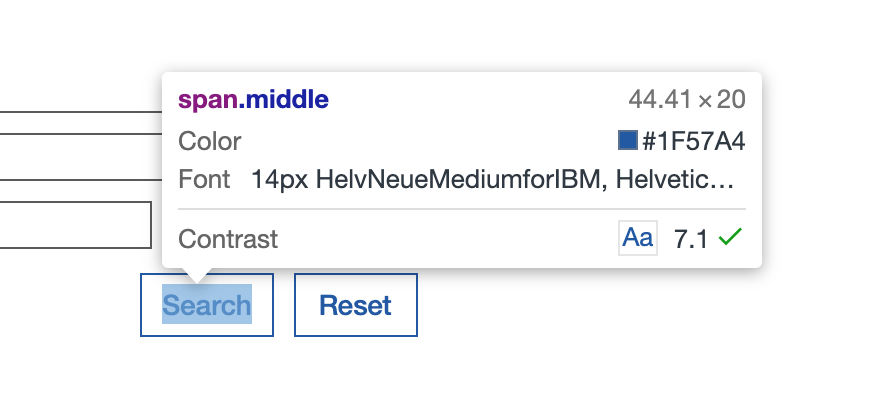 span.middle 44.41 × 20
Color #1F57A4
Font 14px HelvNeueMediumforIBM, Helvetic…
Contrast Aa 7.1
Search Reset